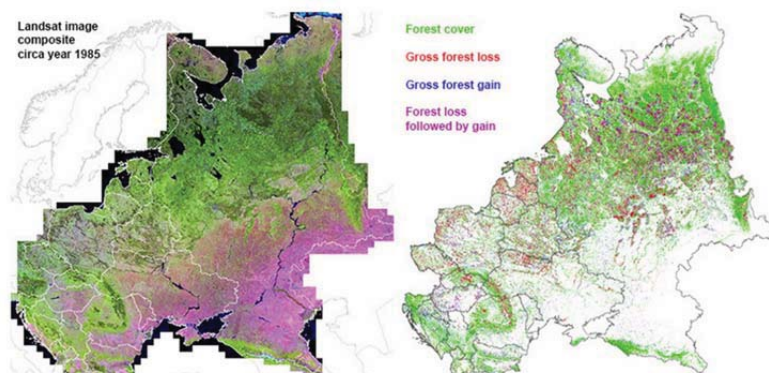 Landsat image
composite
circa year 1985
Forest cover
Gross forest loss
Gross forest gain
Forest loss
followed by gain